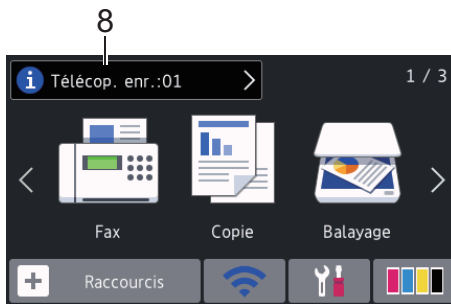 8
Télécop. enr.:01
1 / 3
Fax Copie Balayage
Raccourcis